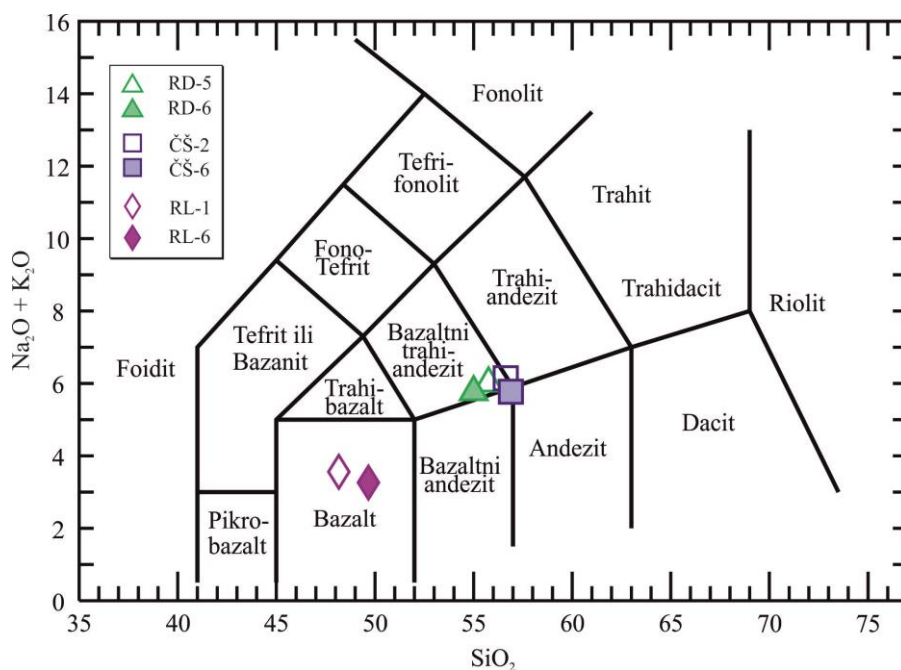 16
14
12
10
8
6
4
2
0
Na₂O + K₂O
RD-5
RD-6
ČŠ-2
ČŠ-6
RL-1
RL-6
Fonolit
Tefri-
fonolit
Trahit
Fono-
Tefrit
Trahi-
andezit
Trahidacit
Riolit
Bazaltni
trahi-
andezit
Tefrit ili
Bazanit
Foidit
Trahi-
bazalt
Dacit
Andezit
Bazaltni
andezit
Bazalt
Pikro-
bazalt
35 40 45 50 55 60 65 70 75
SiO₂